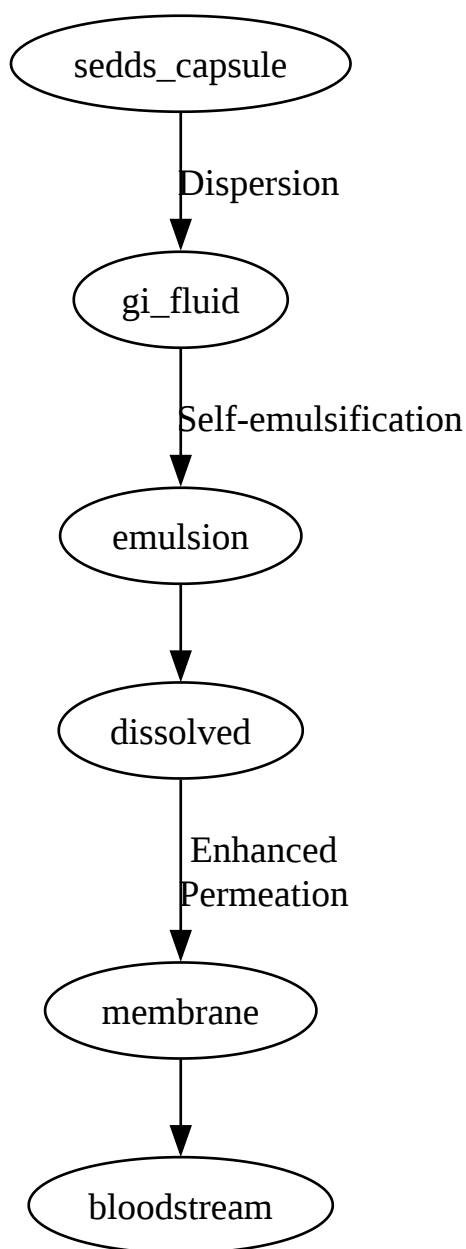 sedds_capsule
Dispersion
gi_fluid
Self-emulsification
emulsion
dissolved
Enhanced
Permeation
membrane
bloodstream